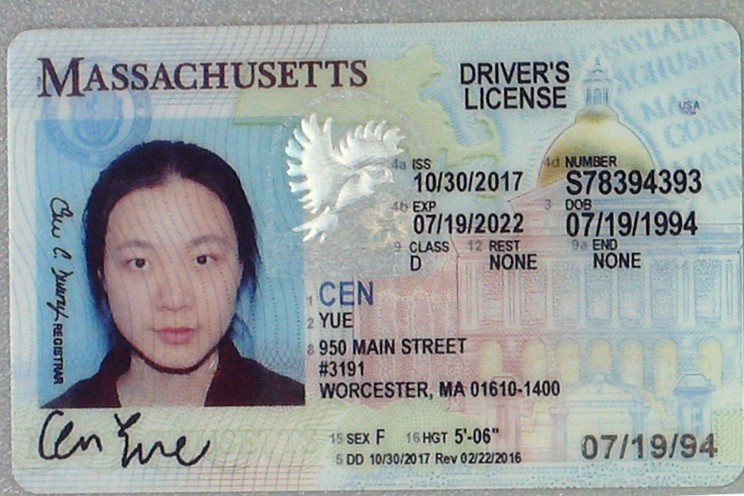 MASSACHUSETTS
DRIVER'S
LICENSE
USA
4a ISS
10/30/2017
4d NUMBER
S78394393
4b EXP
07/19/2022
3 DOB
07/19/1994
9 CLASS
D
12 REST
NONE
9a END
NONE
1 CEN
2 YUE
8 950 MAIN STREET
#3191
WORCESTER, MA 01610-1400
15 SEX F 16 HGT 5'-06"
5 DD 10/30/2017 Rev 02/22/2016
07/19/94
REGISTRAR
Cen Yue